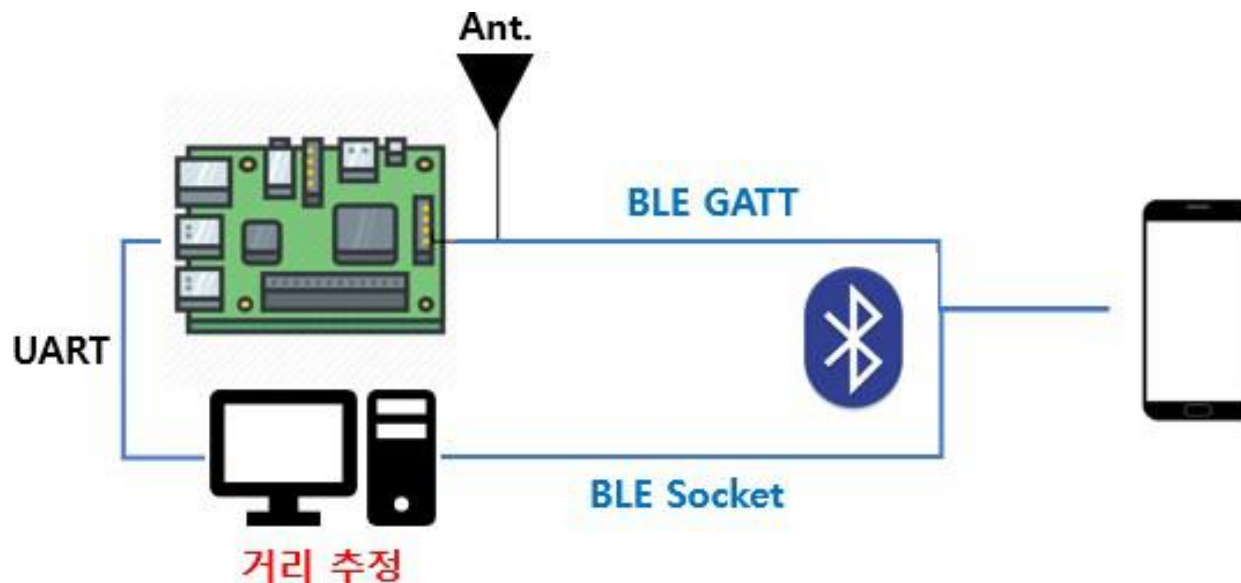 Ant.
BLE GATT
UART
BLE Socket
거리 추정